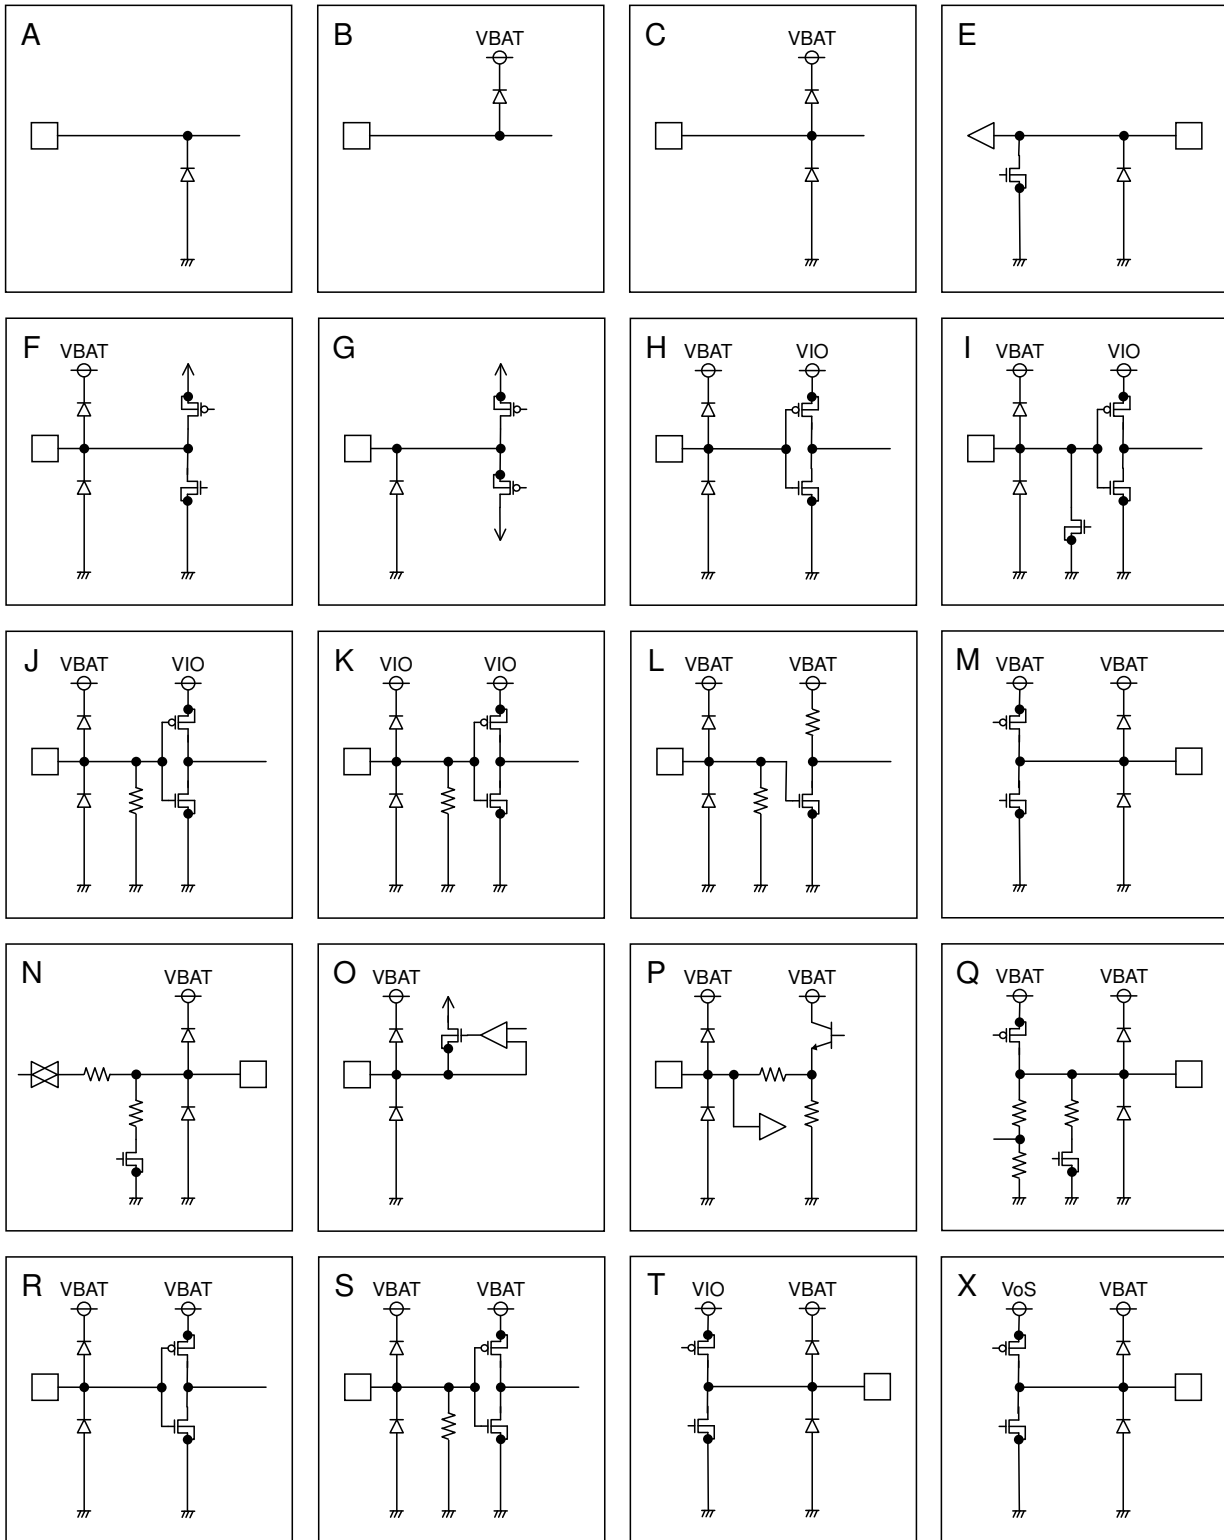 A
B
VBAT
C
VBAT
E
F VBAT
G
H VBAT VIO
I VBAT VIO
J VBAT VIO
K VIO VIO
L VBAT VBAT
M VBAT VBAT
N VBAT
O VBAT
P VBAT VBAT
Q VBAT VBAT
R VBAT VBAT
S VBAT VBAT
T VIO VBAT
X VoS VBAT